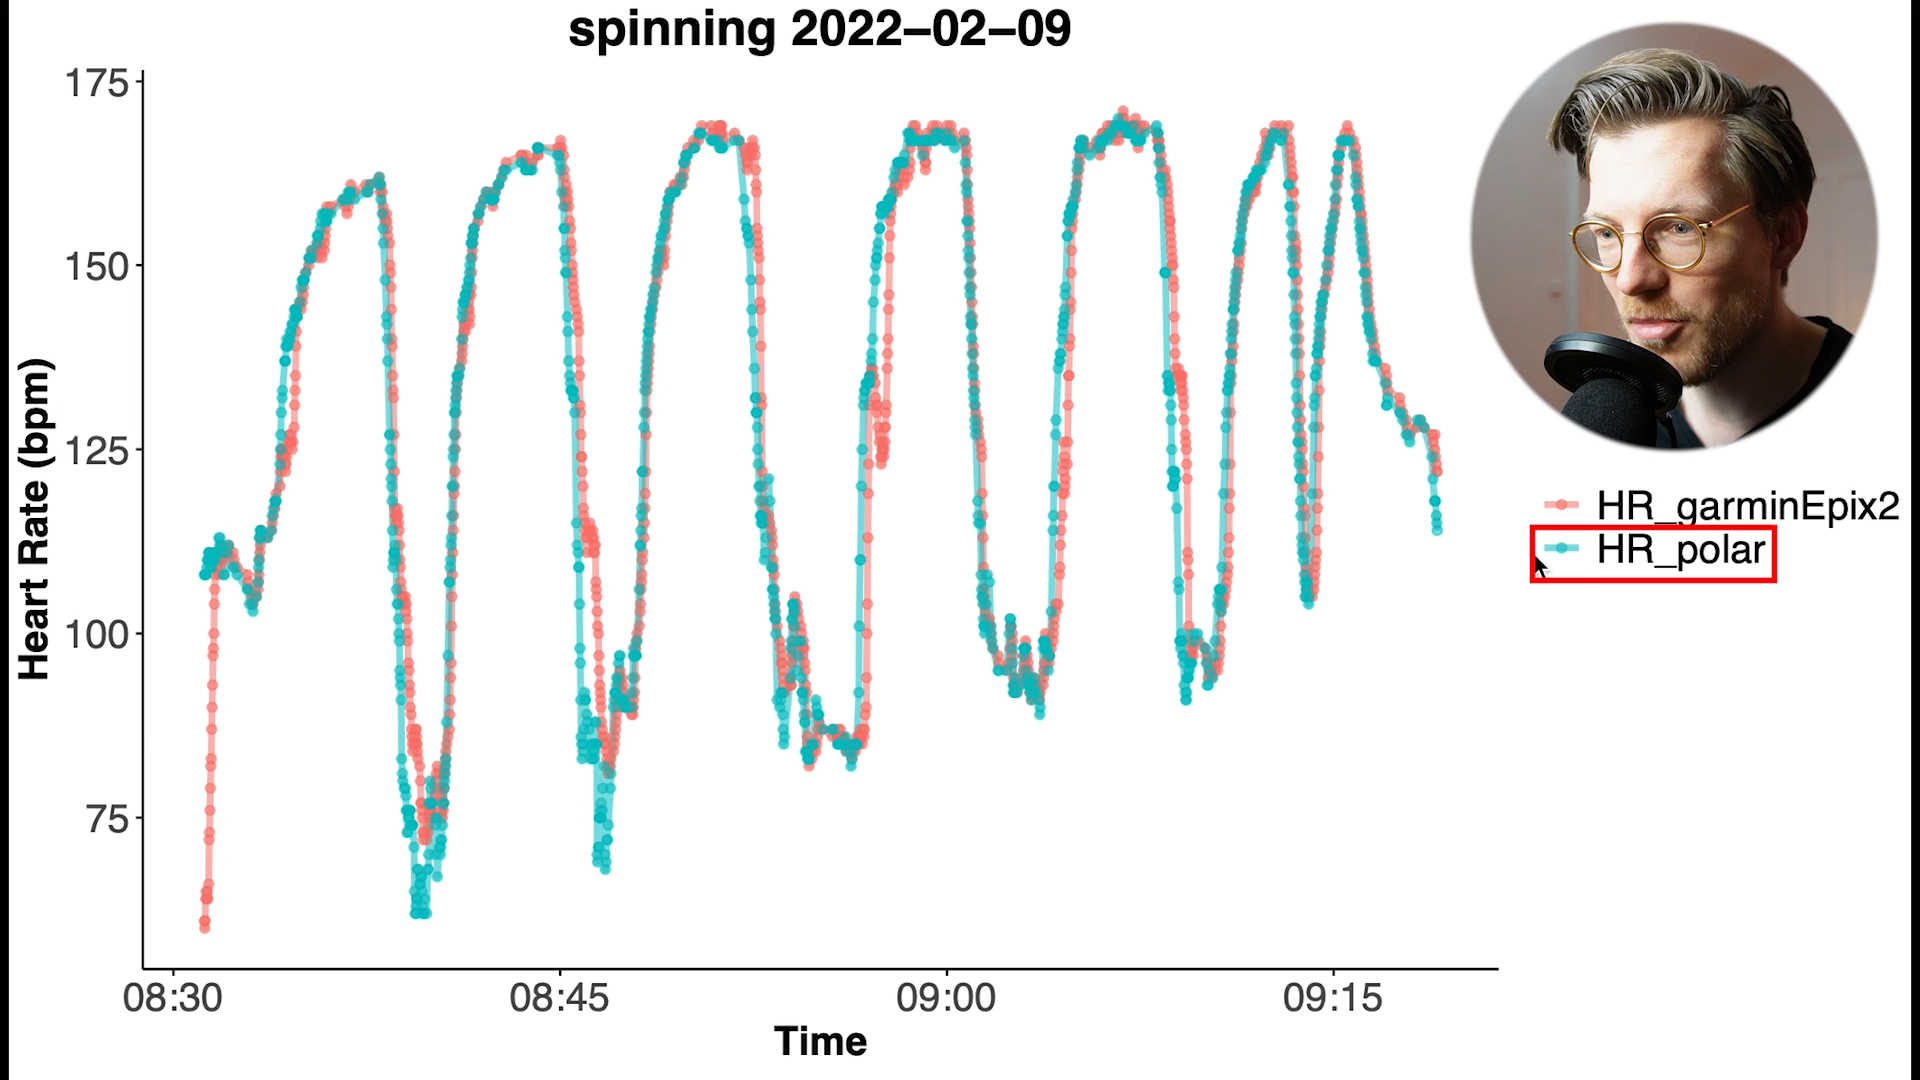 spinning 2022–02–09
175
150
125
100
75
Heart Rate (bpm)
08:30
08:45
09:00
09:15
Time
HR_garminEpix2
HR_polar